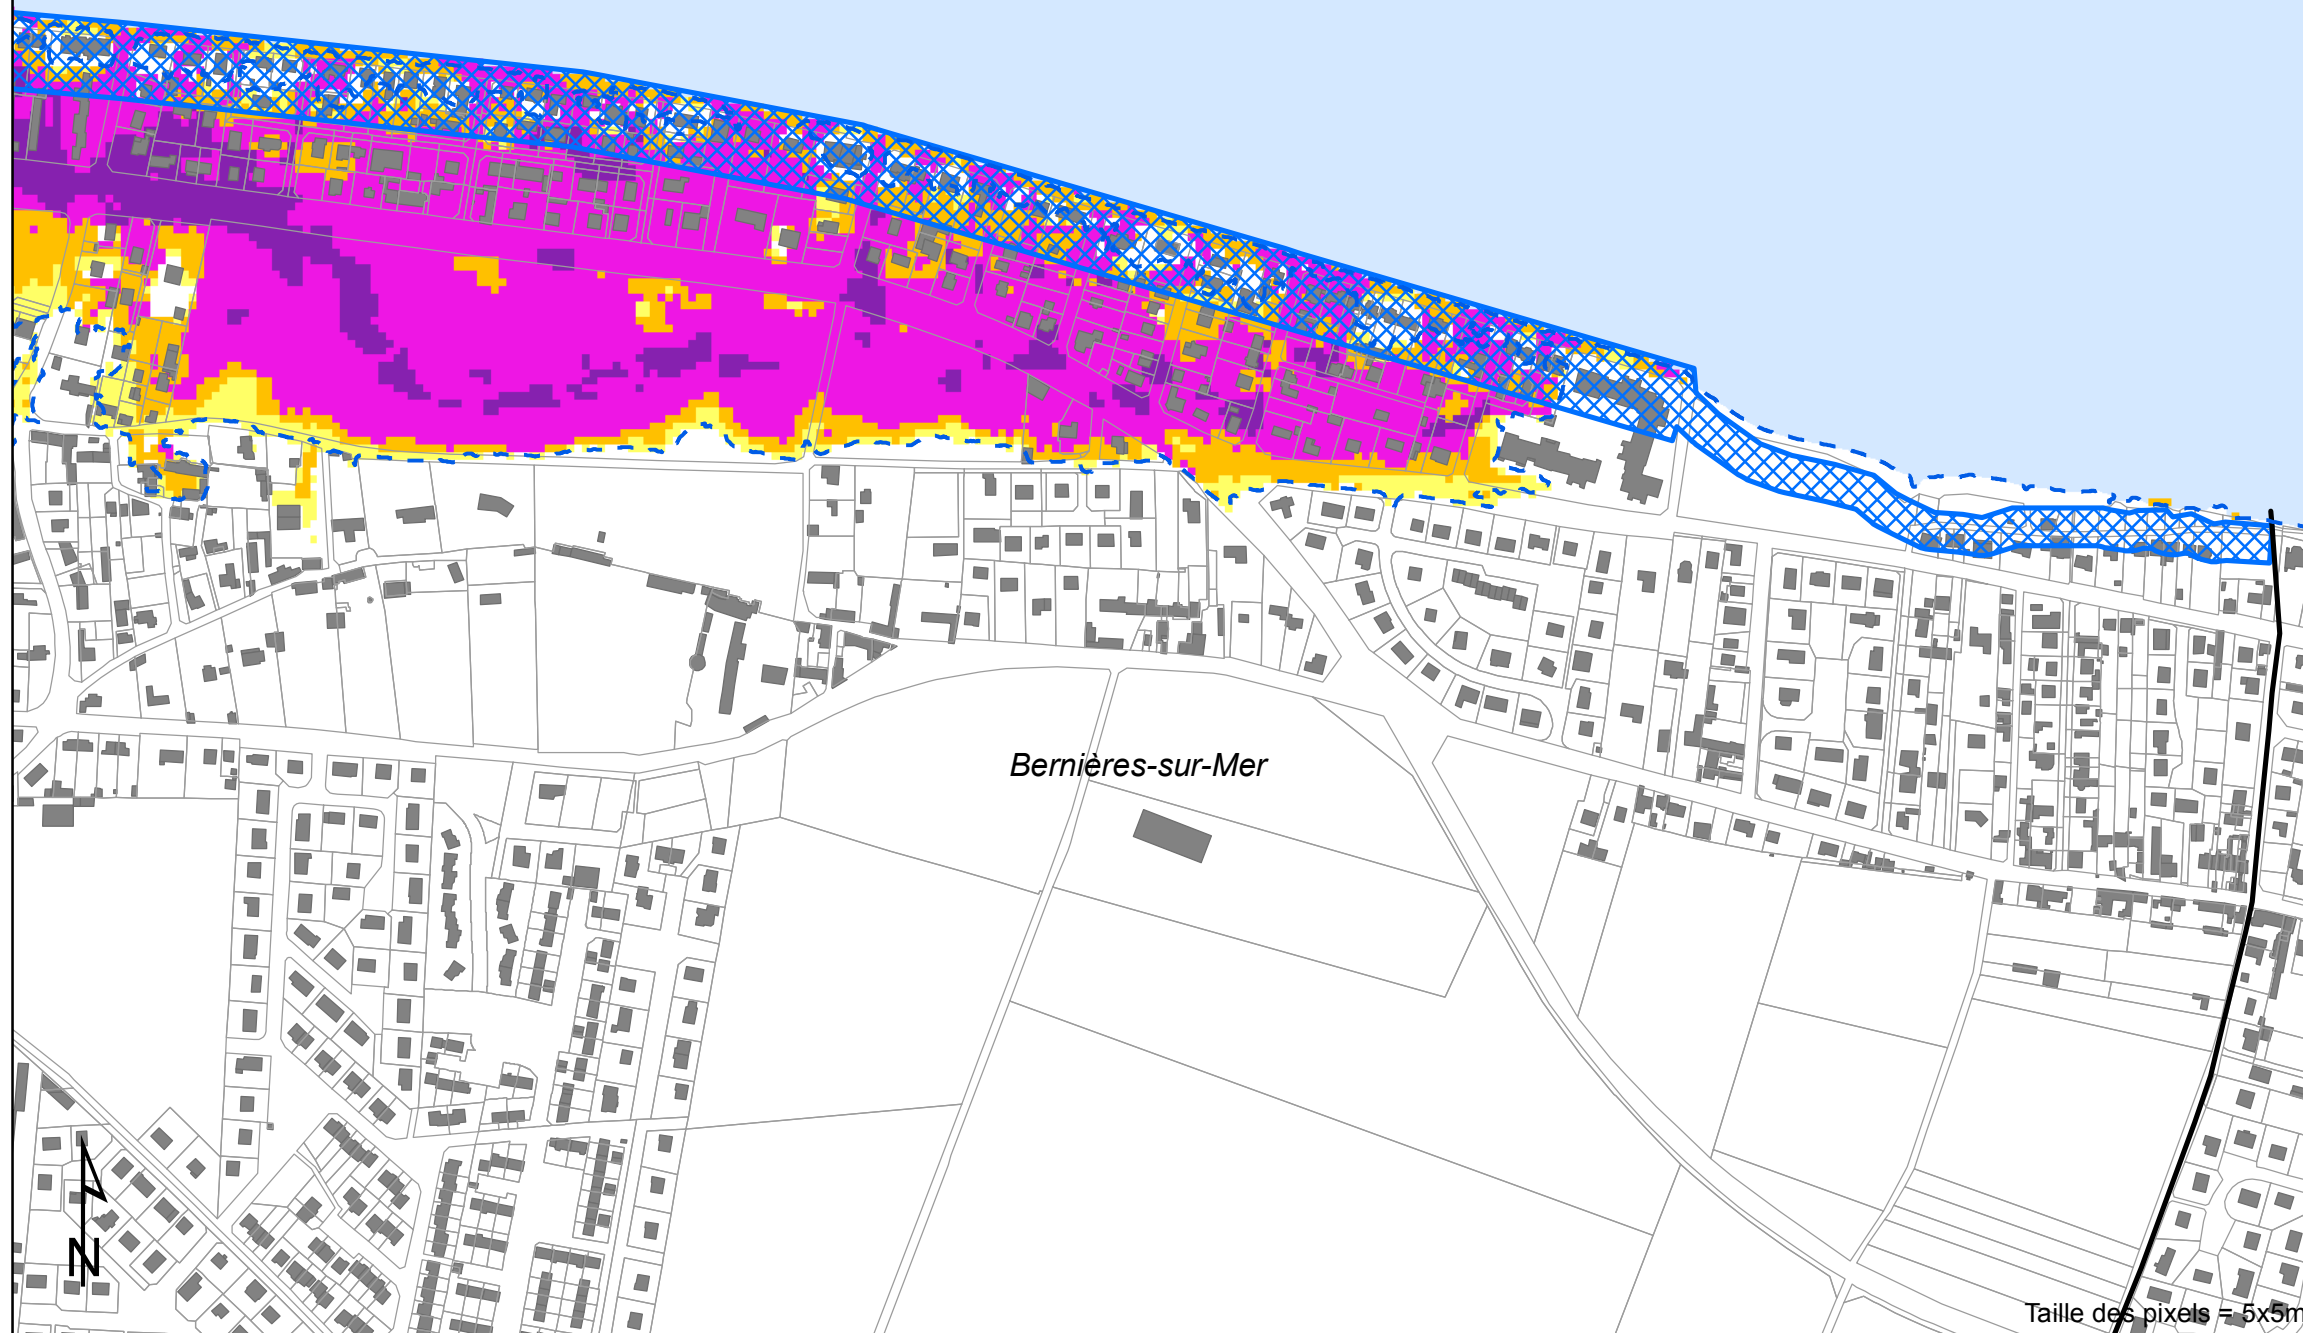 Bernières-sur-Mer
N
Taille des pixels = 5x5m